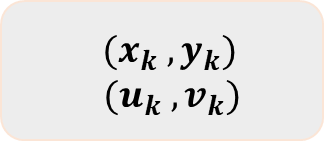 (xₖ , yₖ)
(uₖ , vₖ)